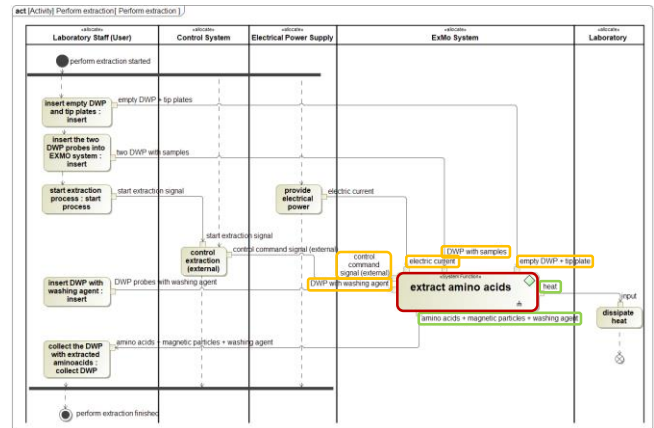 act [Activity] Perform extraction[ Perform extraction ]
«allocate»
Laboratory Staff (User)
«allocate»
Control System
«allocate»
Electrical Power Supply
«allocate»
ExMo System
«allocate»
Laboratory
perform extraction started
insert empty DWP
and tip plates :
insert
empty DWP + tip plates
insert the two
DWP probes into
EXMO system :
insert
two DWP with samples
start extraction
process : start
process
start extraction signal
provide
electrical
power
electric current
start extraction signal
control
extraction
(external)
control command signal (external)
control
command
signal (external)
electric current
DWP with samples
empty DWP + tip plate
insert DWP with
washing agent :
insert
DWP probes with washing agent
DWP with washing agent
«System Function»
extract amino acids
heat
input
dissipate
heat
amino acids + magnetic particles + washing agent
collect the DWP
with extracted
aminoacids :
collect DWP
amino acids + magnetic particles + washing agent
perform extraction finished